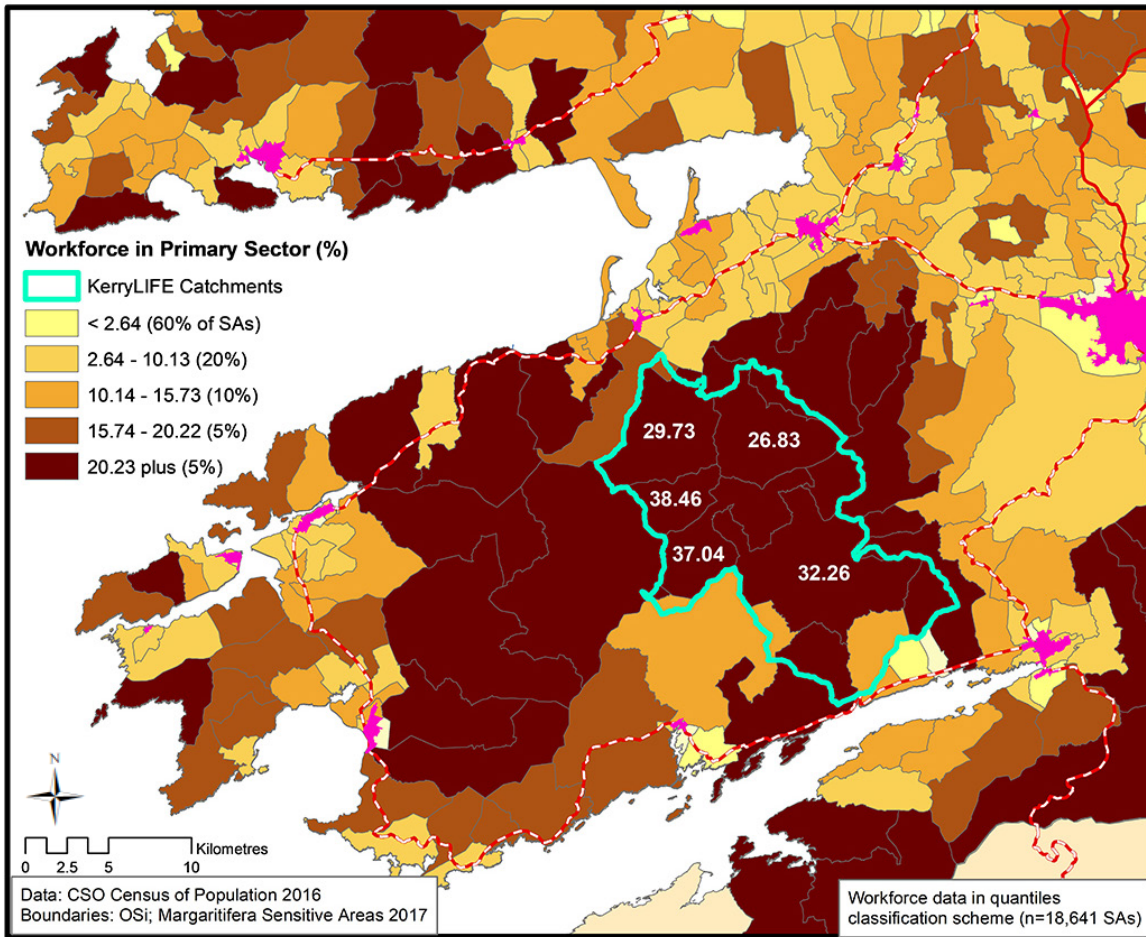 Workforce in Primary Sector (%)
KerryLIFE Catchments
< 2.64 (60% of SAs)
2.64 - 10.13 (20%)
10.14 - 15.73 (10%)
15.74 - 20.22 (5%)
20.23 plus (5%)
29.73
26.83
38.46
37.04
32.26
N
Kilometres
0 2.5 5 10
Data: CSO Census of Population 2016
Boundaries: OSi; Margaritifera Sensitive Areas 2017
Workforce data in quantiles
classification scheme (n=18,641 SAs)